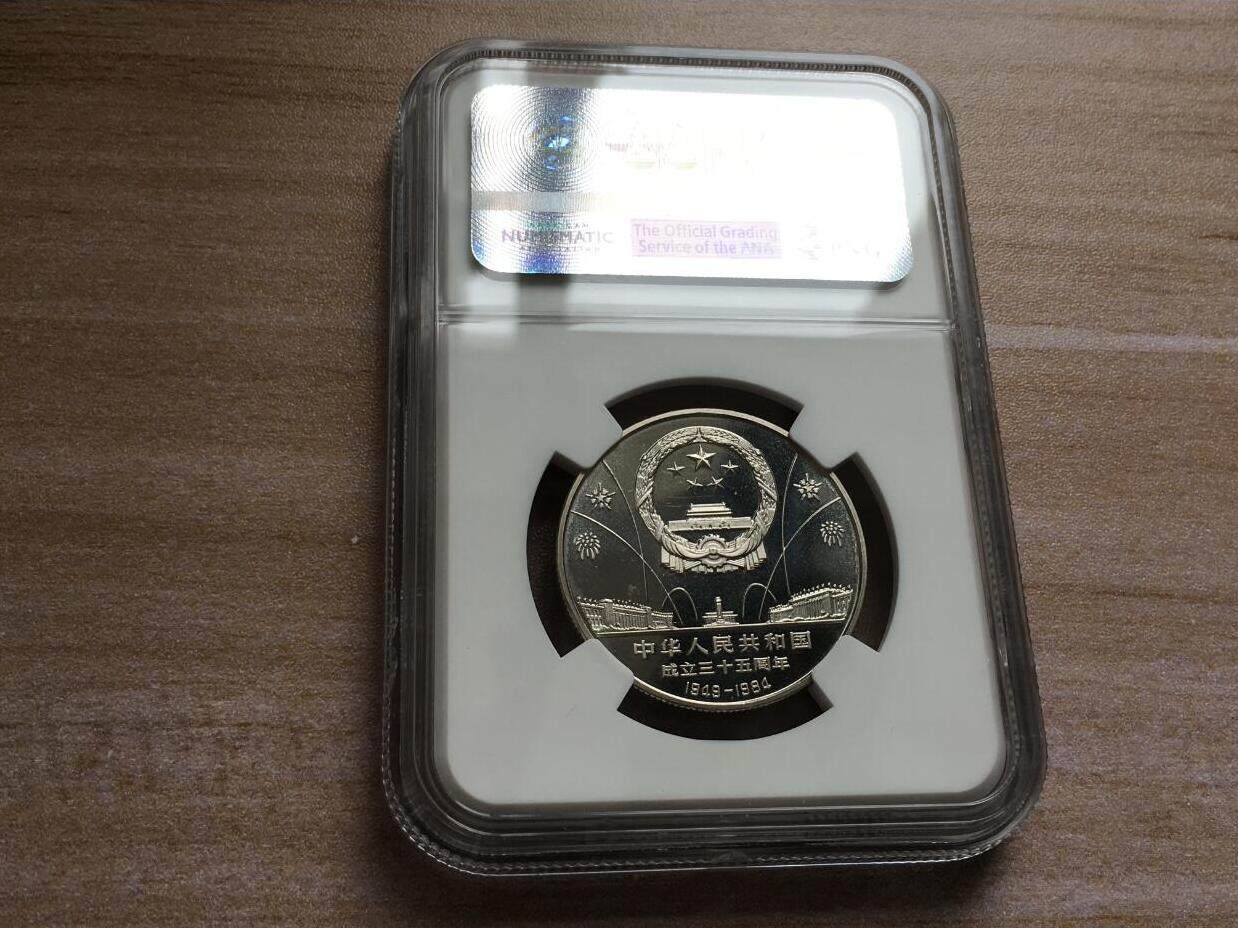 NUMISMATIC
The Official Grading
Service of the ANA
PNG
中华人民共和国
成立三十五周年
1949-1984